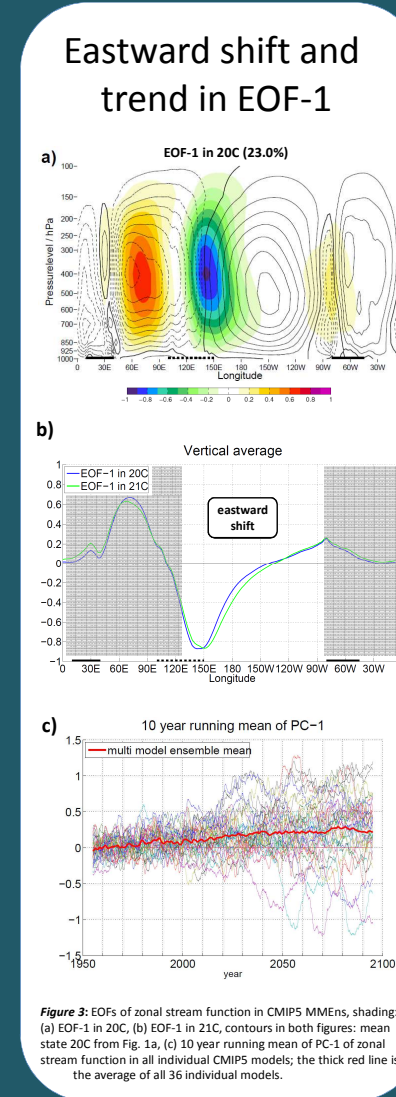 Eastward shift and
trend in EOF-1
a)
EOF-1 in 20C (23.0%)
100
150
200
250
300
400
500
600
700
850
925
1000
Pressurelevel / hPa
0 30E 60E 90E 120E 150E 180 150W 120W 90W 60W 30W
Longitude
-1 -0.8 -0.6 -0.4 -0.2 0 0.2 0.4 0.6 0.8 1
b)
Vertical average
EOF-1 in 20C
EOF-1 in 21C
eastward
shift
1
0.8
0.6
0.4
0.2
0
-0.2
-0.4
-0.6
-0.8
-1
0 30E 60E 90E 120E 150E 180 150W 120W 90W 60W 30W
Longitude
c)
10 year running mean of PC-1
multi model ensemble mean
1.5
1
0.5
0
-0.5
-1
-1.5
1950 2000 2050 2100
year
Figure 3: EOFs of zonal stream function in CMIP5 MMEns, shading:
(a) EOF-1 in 20C, (b) EOF-1 in 21C, contours in both figures: mean
state 20C from Fig. 1a, (c) 10 year running mean of PC-1 of zonal
stream function in all individual CMIP5 models; the thick red line is
the average of all 36 individual models.